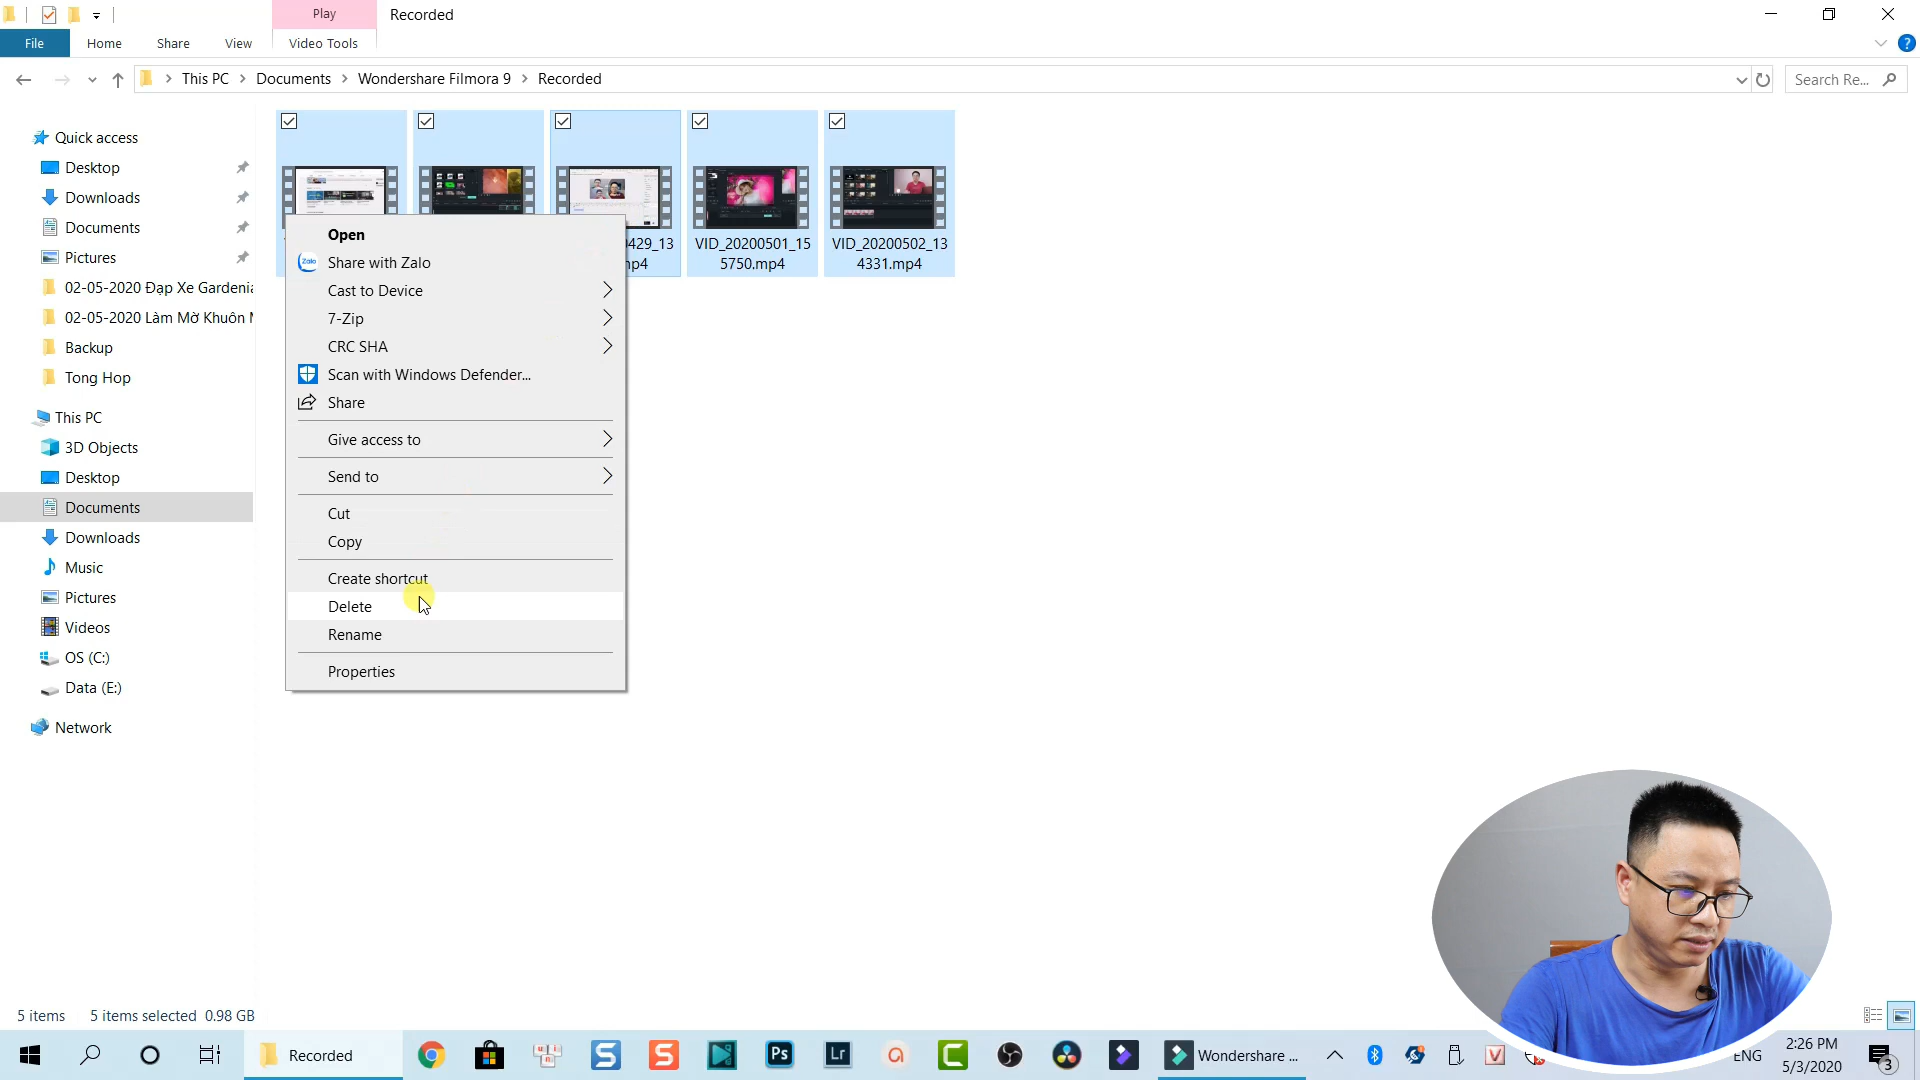 Play
Recorded
File
Home
Share
View
Video Tools
This PC
Documents
Wondershare Filmora 9
Recorded
Search Re...
Quick access
Desktop
Downloads
Documents
Pictures
02-05-2020 Đạp Xe Gardenia
02-05-2020 Làm Mờ Khuôn
Backup
Tong Hop
This PC
3D Objects
Desktop
Documents
Downloads
Music
Pictures
Videos
OS (C:)
Data (E:)
Network
429_13
mp4
VID_20200501_15
5750.mp4
VID_20200502_13
4331.mp4
Open
Zalo
Share with Zalo
Cast to Device
7-Zip
CRC SHA
Scan with Windows Defender...
Share
Give access to
Send to
Cut
Copy
Create shortcut
Delete
Rename
Properties
5 items
5 items selected 0.98 GB
Recorded
Ps
Lr
Wondershare ...
ENG
2:26 PM
5/3/2020
3